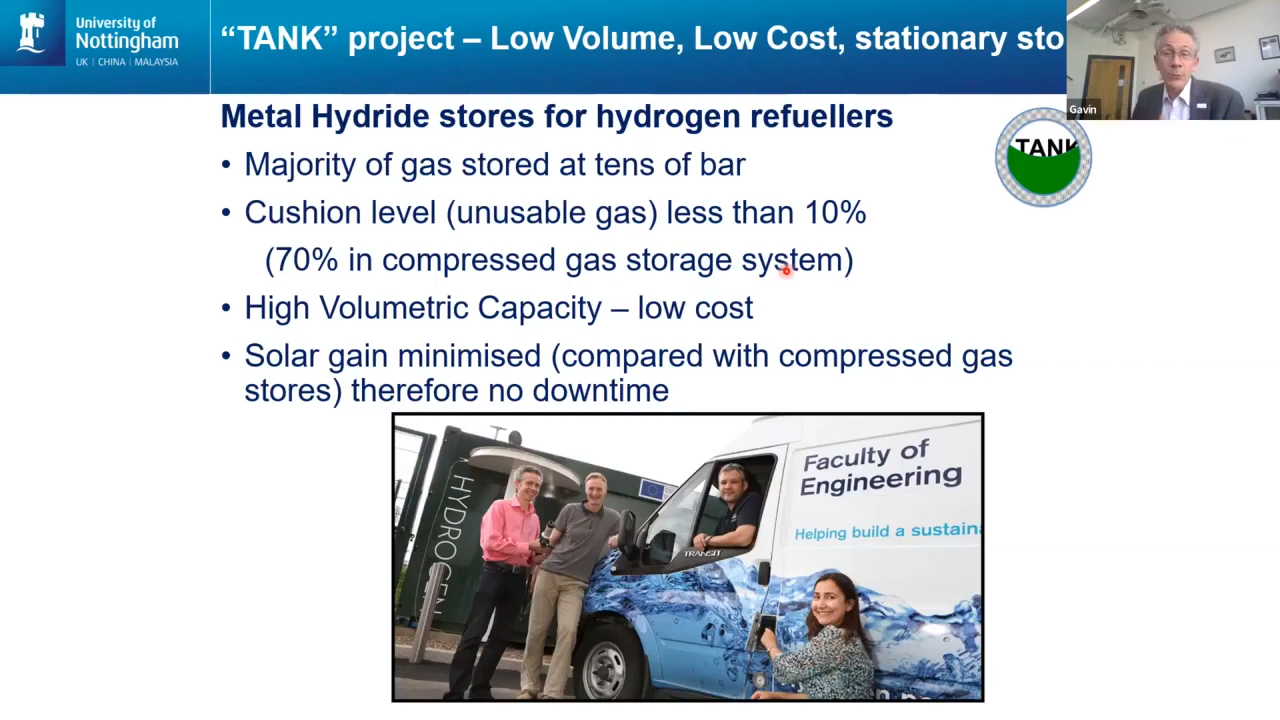 University of
Nottingham
UK | CHINA | MALAYSIA
“TANK” project – Low Volume, Low Cost, stationary sto
Gavin
Metal Hydride stores for hydrogen refuellers
TANK
• Majority of gas stored at tens of bar
• Cushion level (unusable gas) less than 10%
(70% in compressed gas storage system)
• High Volumetric Capacity – low cost
• Solar gain minimised (compared with compressed gas
stores) therefore no downtime
HYDROGEN
Faculty of
Engineering
Helping build a sustain
TRANSIT